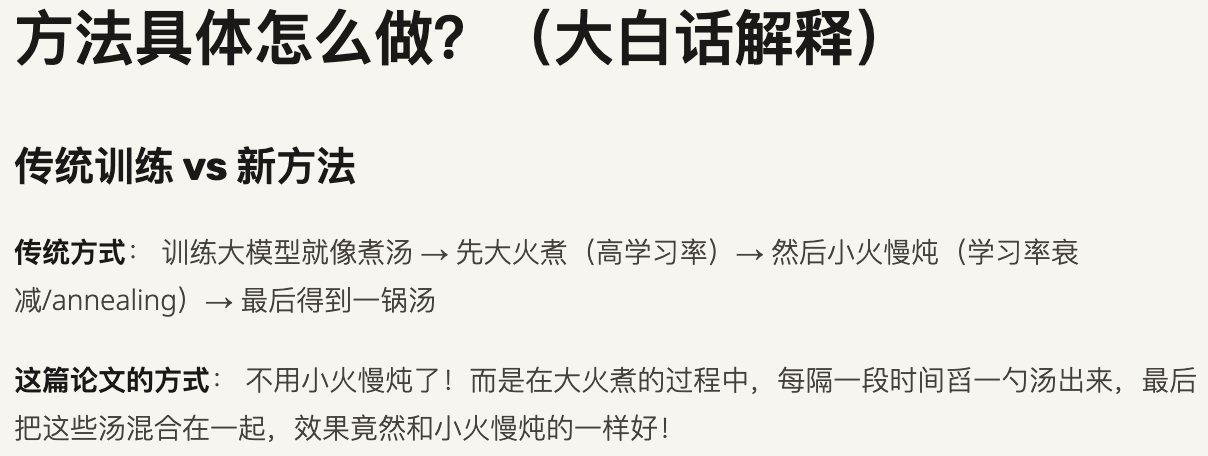 方法具体怎么做？（大白话解释）
传统训练 vs 新方法
传统方式： 训练大模型就像煮汤 → 先大火煮（高学习率）→ 然后小火慢炖（学习率衰
减/annealing）→ 最后得到一锅汤
这篇论文的方式： 不用小火慢炖了！而是在大火煮的过程中，每隔一段时间舀一勺汤出来，最后
把这些汤混合在一起，效果竟然和小火慢炖的一样好！